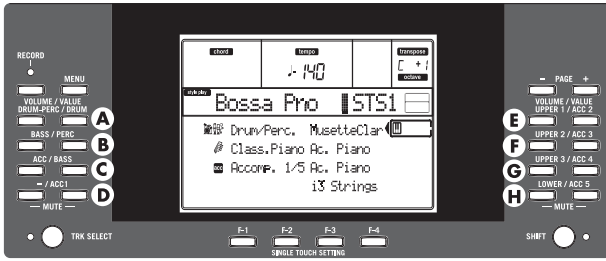 RECORD
MENU
VOLUME / VALUE
DRUM-PERC / DRUM
A
BASS / PERC
B
ACC / BASS
C
– / ACC1
D
— MUTE —
TRK SELECT
chord
tempo
transpose
♩- 140
[ +1
octave
style play
Bossa Pno
STS1
Drum/Perc.
MusetteClar
Class.Piano
Ac. Piano
acc
Accomp. 1/5
Ac. Piano
i3 Strings
F-1
F-2
F-3
F-4
SINGLE TOUCH SETTING
– PAGE +
VOLUME / VALUE
UPPER 1 / ACC 2
E
UPPER 2 / ACC 3
F
UPPER 3 / ACC 4
G
LOWER / ACC 5
H
— MUTE —
SHIFT